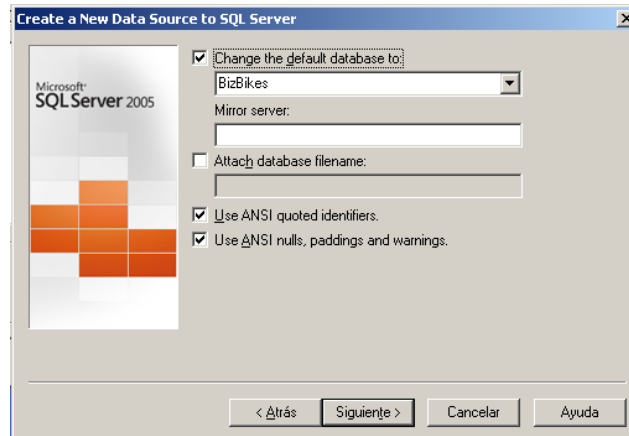 Create a New Data Source to SQL Server
Microsoft®
SQL Server 2005
Change the default database to:
BizBikes
Mirror server:
Attach database filename:
Use ANSI quoted identifiers.
Use ANSI nulls, paddings and warnings.
< Atrás
Siguiente >
Cancelar
Ayuda